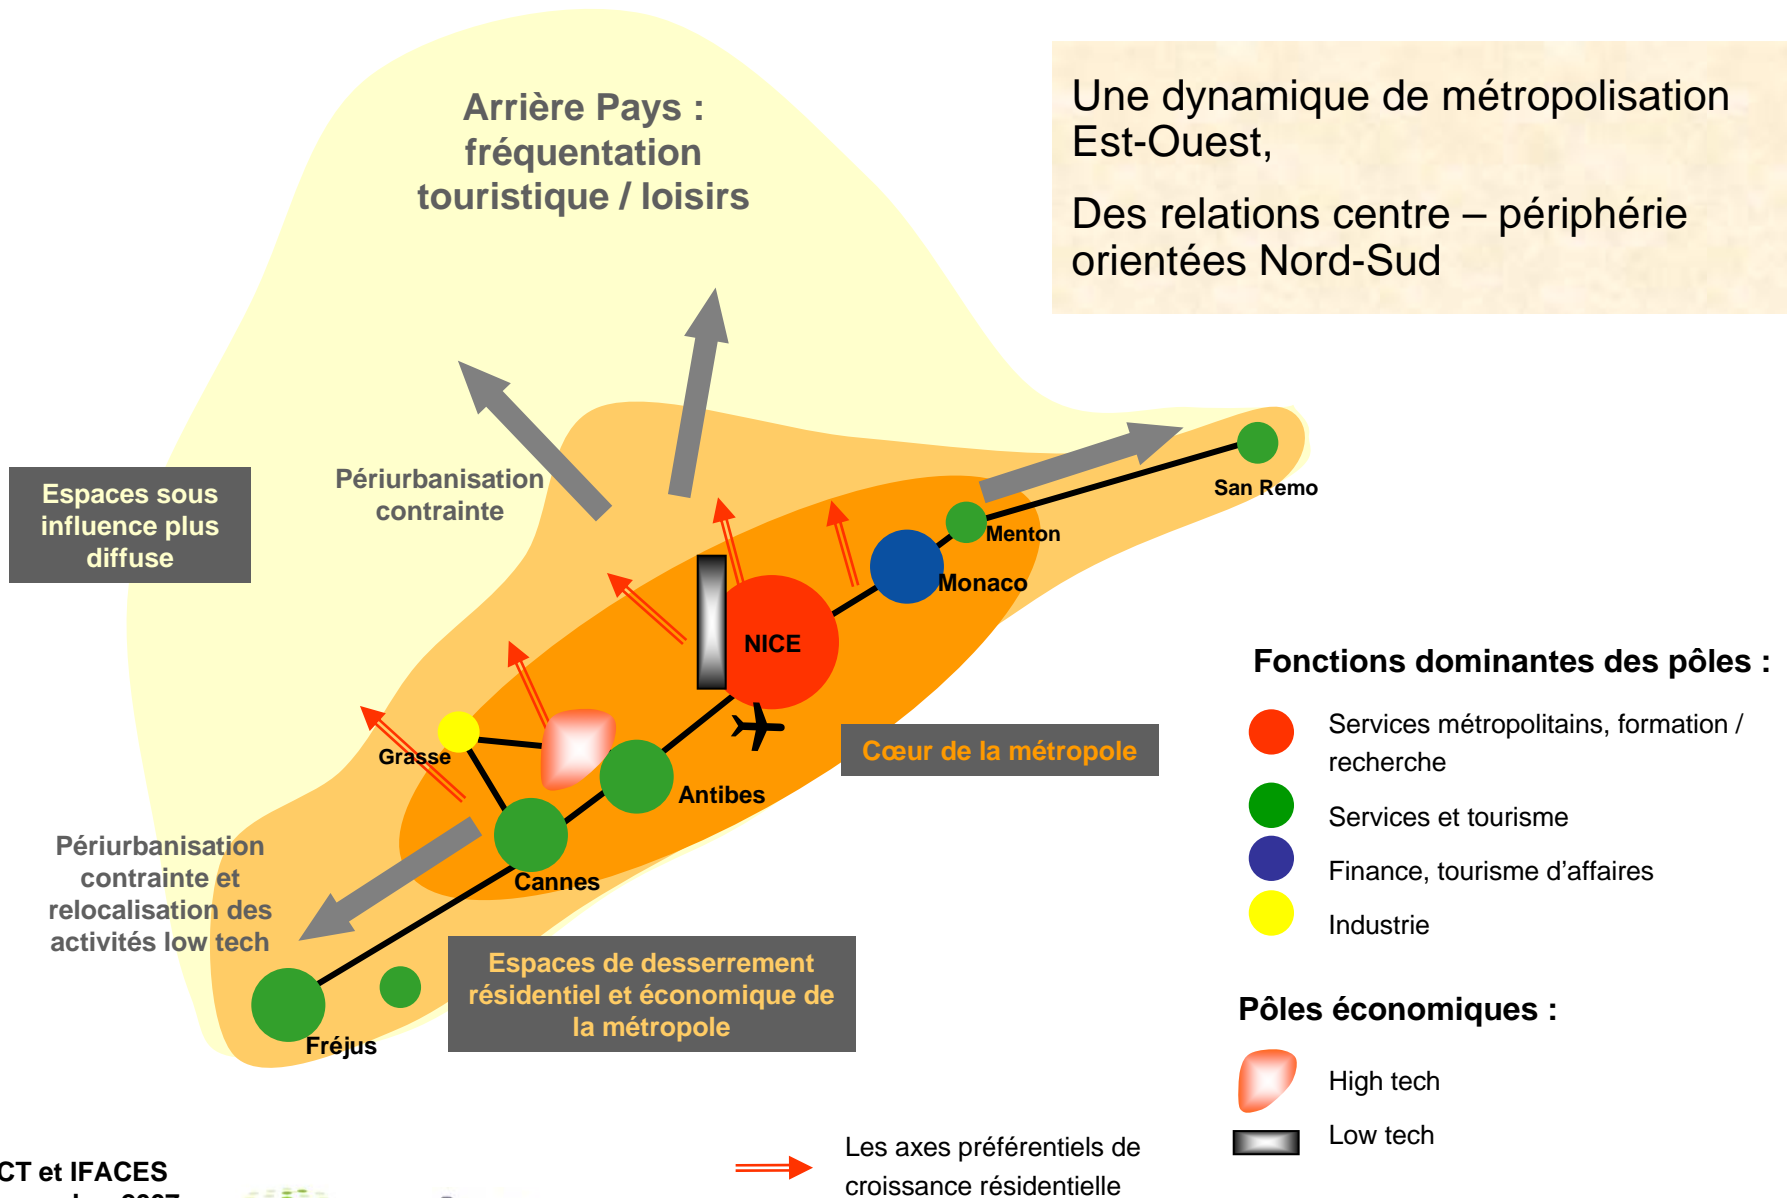 Arrière Pays :
fréquentation
touristique / loisirs
Une dynamique de métropolisation
Est-Ouest,
Des relations centre – périphérie
orientées Nord-Sud
Espaces sous
influence plus
diffuse
Périurbanisation
contrainte
San Remo
Menton
Monaco
NICE
Grasse
Antibes
Cannes
Fréjus
Cœur de la métropole
Périurbanisation
contrainte et
relocalisation des
activités low tech
Espaces de desserrement
résidentiel et économique de
la métropole
Fonctions dominantes des pôles :
Services métropolitains, formation /
recherche
Services et tourisme
Finance, tourisme d’affaires
Industrie
Pôles économiques :
High tech
Low tech
Les axes préférentiels de
croissance résidentielle
CT et IFACES
2007